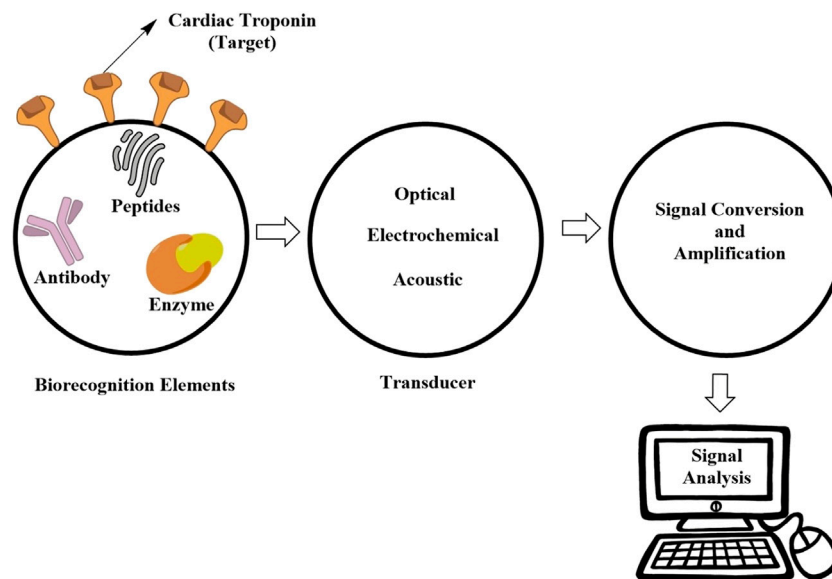 Cardiac Troponin
(Target)
Peptides
Antibody
Enzyme
Biorecognition Elements
Optical
Electrochemical
Acoustic
Transducer
Signal Conversion
and
Amplification
Signal
Analysis